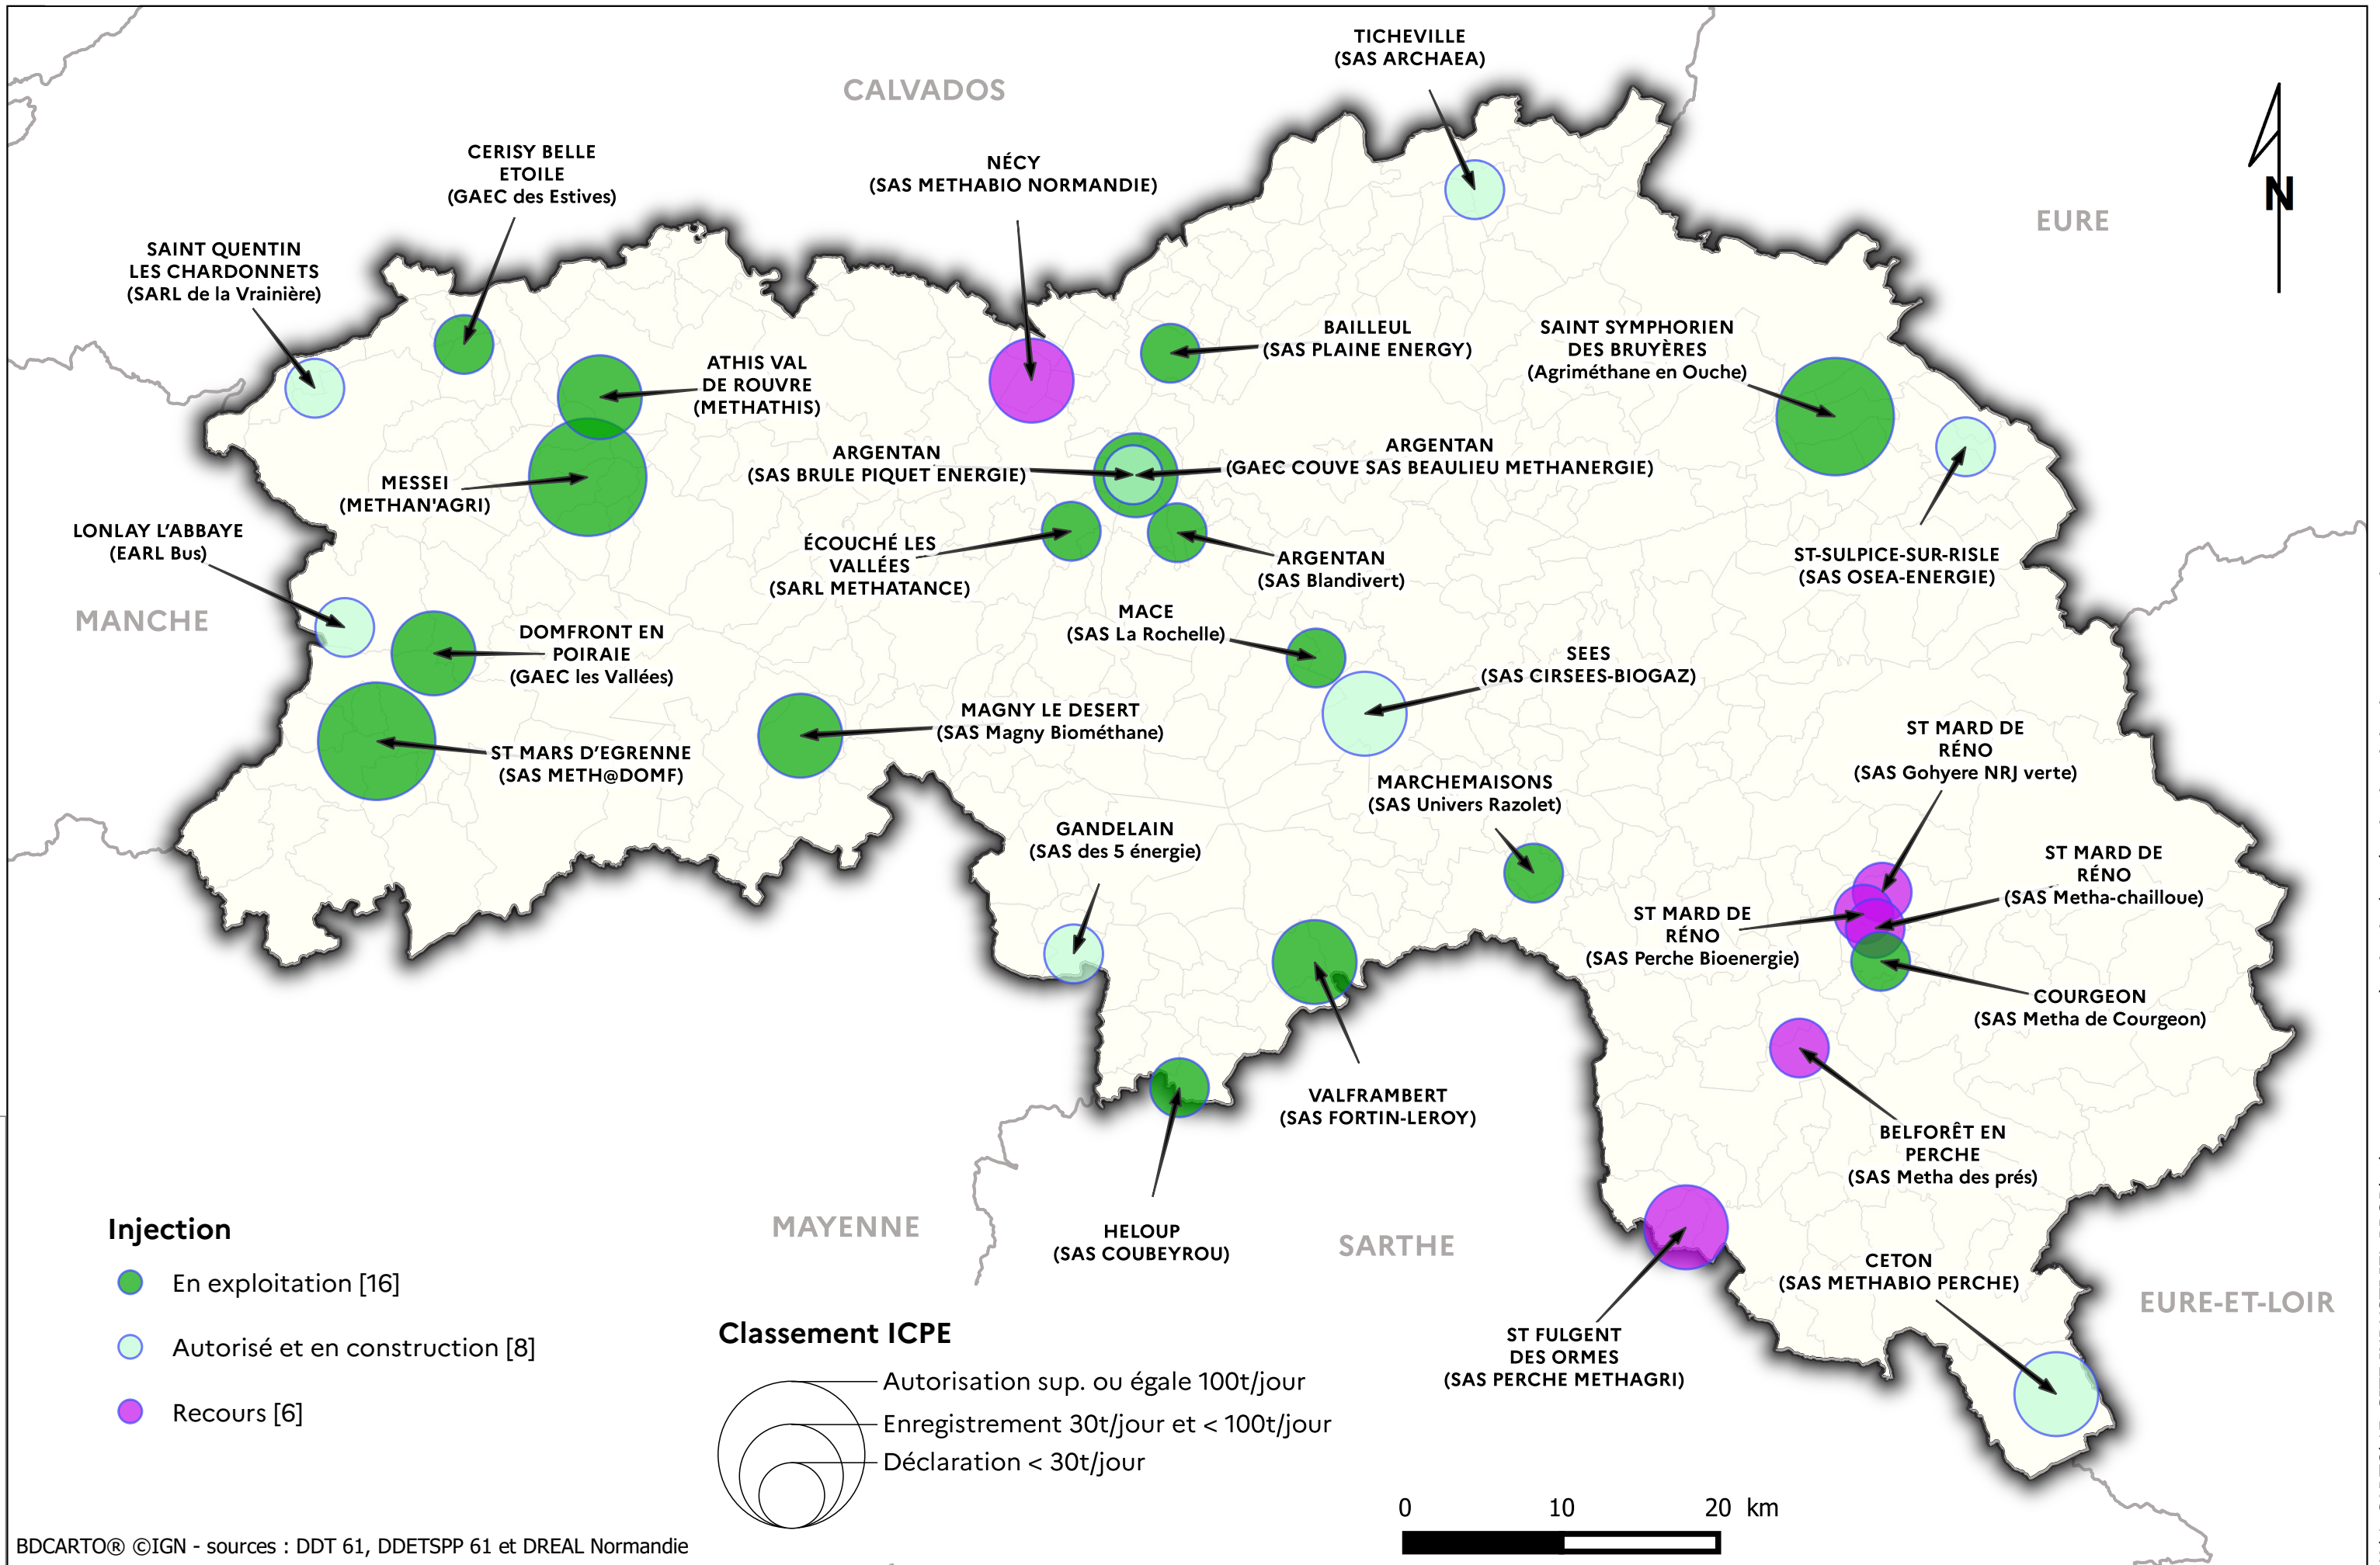 TICHEVILLE
(SAS ARCHAEA)
CALVADOS
CERISY BELLE
ETOILE
(GAEC des Estives)
NÉCY
(SAS METHABIO NORMANDIE)
N
EURE
SAINT QUENTIN
LES CHARDONNETS
(SARL de la Vrainière)
BAILLEUL
(SAS PLAINE ENERGY)
SAINT SYMPHORIEN
DES BRUYÈRES
(Agriméthane en Ouche)
ATHIS VAL
DE ROUVRE
(METHATHIS)
ARGENTAN
(SAS BRULE PIQUET ENERGIE)
ARGENTAN
(GAEC COUVE SAS BEAULIEU METHANERGIE)
MESSEI
(METHAN'AGRI)
LONLAY L’ABBAYE
(EARL Bus)
ÉCOUCHÉ LES
VALLÉES
(SARL METHATANCE)
ARGENTAN
(SAS Blandivert)
ST-SULPICE-SUR-RISLE
(SAS OSEA-ENERGIE)
MANCHE
MACE
(SAS La Rochelle)
DOMFRONT EN
POIRAIE
(GAEC les Vallées)
SEES
(SAS CIRSEES-BIOGAZ)
MAGNY LE DESERT
(SAS Magny Biométhane)
ST MARS D’EGRENNE
(SAS METH@DOMF)
ST MARD DE
RÉNO
(SAS Gohyere NRJ verte)
MARCHEMAISONS
(SAS Univers Razolet)
GANDELAIN
(SAS des 5 énergie)
ST MARD DE
RÉNO
(SAS Metha-chailloue)
ST MARD DE
RÉNO
(SAS Perche Bioenergie)
COURGEON
(SAS Metha de Courgeon)
VALFRAMBERT
(SAS FORTIN-LEROY)
BELFORÊT EN
PERCHE
(SAS Metha des prés)
HELOUP
(SAS COUBEYROU)
MAYENNE
SARTHE
CETON
(SAS METHABIO PERCHE)
EURE-ET-LOIR
ST FULGENT
DES ORMES
(SAS PERCHE METHAGRI)
Injection
En exploitation [16]
Autorisé et en construction [8]
Recours [6]
Classement ICPE
Autorisation sup. ou égale 100t/jour
Enregistrement 30t/jour et < 100t/jour
Déclaration < 30t/jour
0 10 20 km
BDCARTO® ©IGN - sources : DDT 61, DDETSPP 61 et DREAL Normandie